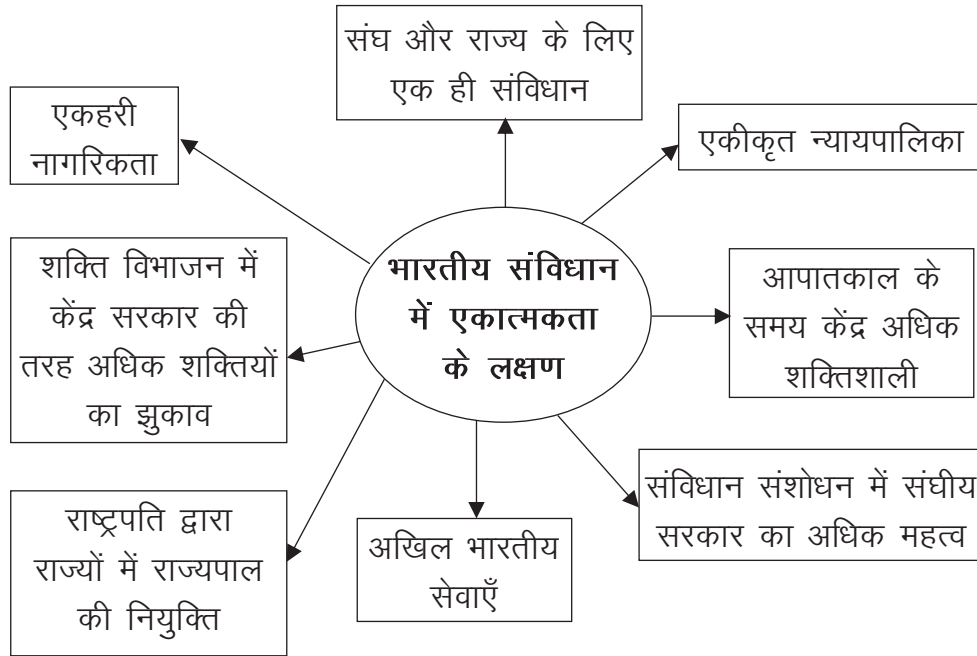 संघ और राज्य के लिए
एक ही संविधान
एकहरी
नागरिकता
एकीकृत न्यायपालिका
भारतीय संविधान
में एकात्मकता
के लक्षण
शक्ति विभाजन में
केंद्र सरकार की
तरह अधिक शक्तियों
का झुकाव
आपातकाल के
समय केंद्र अधिक
शक्तिशाली
राष्ट्रपति द्वारा
राज्यों में राज्यपाल
की नियुक्ति
अखिल भारतीय
सेवाएँ
संविधान संशोधन में संघीय
सरकार का अधिक महत्व